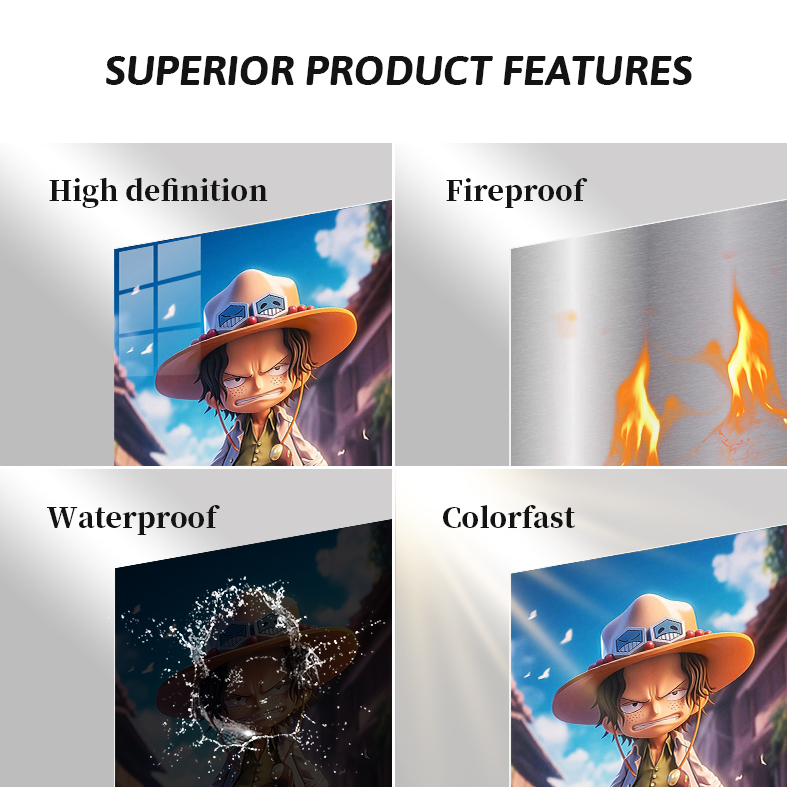 SUPERIOR PRODUCT FEATURES
High definition
Fireproof
Waterproof
Colorfast